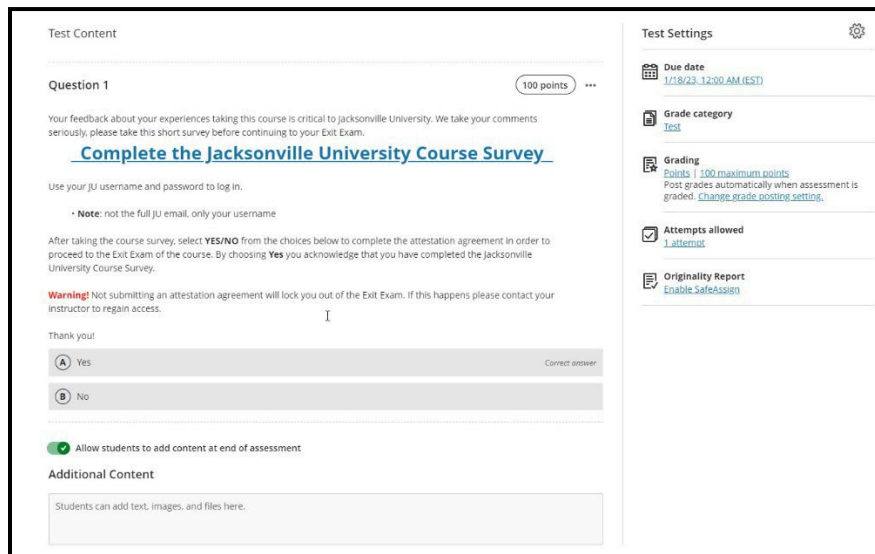 Test Content
Question 1
100 points
Your feedback about your experiences taking this course is critical to Jacksonville University. We take your comments
seriously, please take this short survey before continuing to your Exit Exam.
Complete the Jacksonville University Course Survey
Use your JU username and password to log in.
• Note: not the full JU email, only your username
After taking the course survey, select YES/NO from the choices below to complete the attestation agreement in order to
proceed to the Exit Exam of the course. By choosing Yes you acknowledge that you have completed the Jacksonville
University Course Survey.
Warning! Not submitting an attestation agreement will lock you out of the Exit Exam. If this happens please contact your
instructor to regain access.
Thank you!
A Yes
Correct answer
B No
Allow students to add content at end of assessment
Additional Content
Students can add text, images, and files here.
Test Settings
Due date
1/18/23, 12:00 AM (EST)
Grade category
Test
Grading
Points | 100 maximum points
Post grades automatically when assessment is
graded. Change grade posting setting.
Attempts allowed
1 attempt
Originality Report
Enable SafeAssign